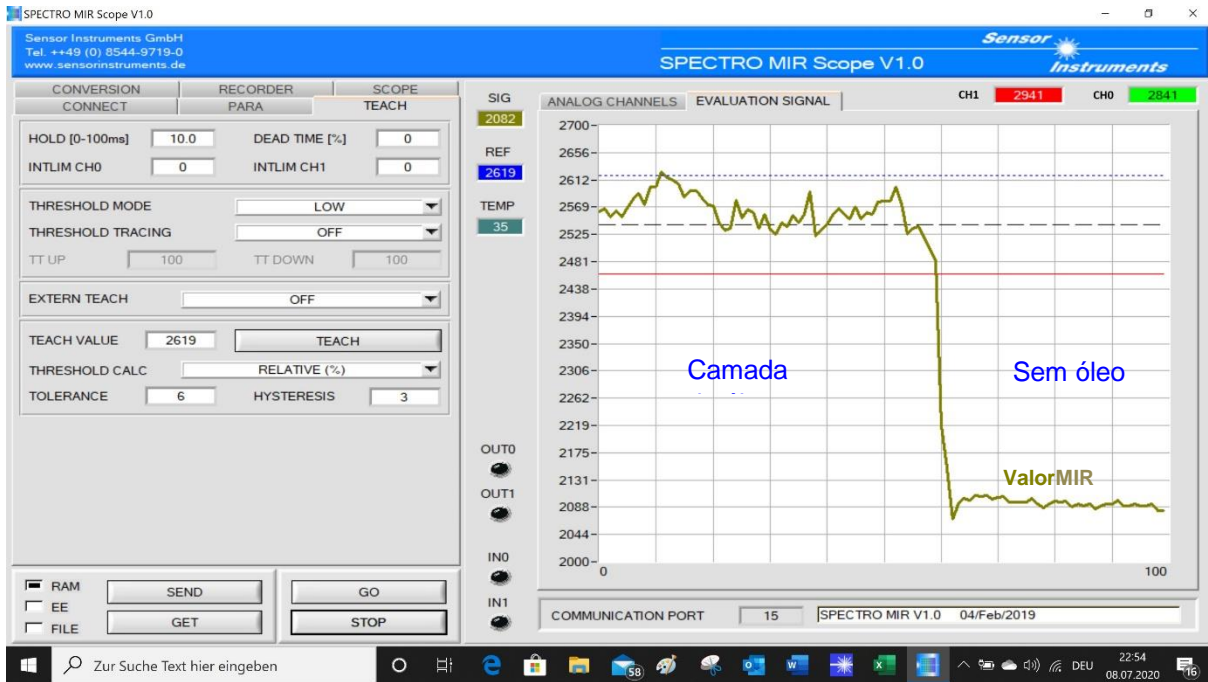 SPECTRO MIR Scope V1.0
Sensor Instruments GmbH
Tel. ++49 (0) 8544-9719-0
www.sensorinstruments.de
SPECTRO MIR Scope V1.0
Sensor
Instruments
CONVERSION RECORDER SCOPE
CONNECT PARA TEACH
HOLD [0-100ms] 10.0 DEAD TIME [%] 0
INTLIM CH0 0 INTLIM CH1 0
THRESHOLD MODE LOW
THRESHOLD TRACING OFF
TT UP 100 TT DOWN 100
EXTERN TEACH OFF
TEACH VALUE 2619 TEACH
THRESHOLD CALC RELATIVE (%)
TOLERANCE 6 HYSTERESIS 3
RAM
EE
FILE
SEND
GET
GO
STOP
SIG
2082
REF
2619
TEMP
35
OUT0
OUT1
IN0
IN1
ANALOG CHANNELS EVALUATION SIGNAL
CH1 2941 CH0 2841
2700
2656
2612
2569
2525
2481
2438
2394
2350
2306
2262
2219
2175
2131
2088
2044
2000
0 100
Camada
Sem óleo
ValorMIR
COMMUNICATION PORT 15 SPECTRO MIR V1.0 04/Feb/2019
Zur Suche Text hier eingeben
58
DEU
22:54
08.07.2020
16